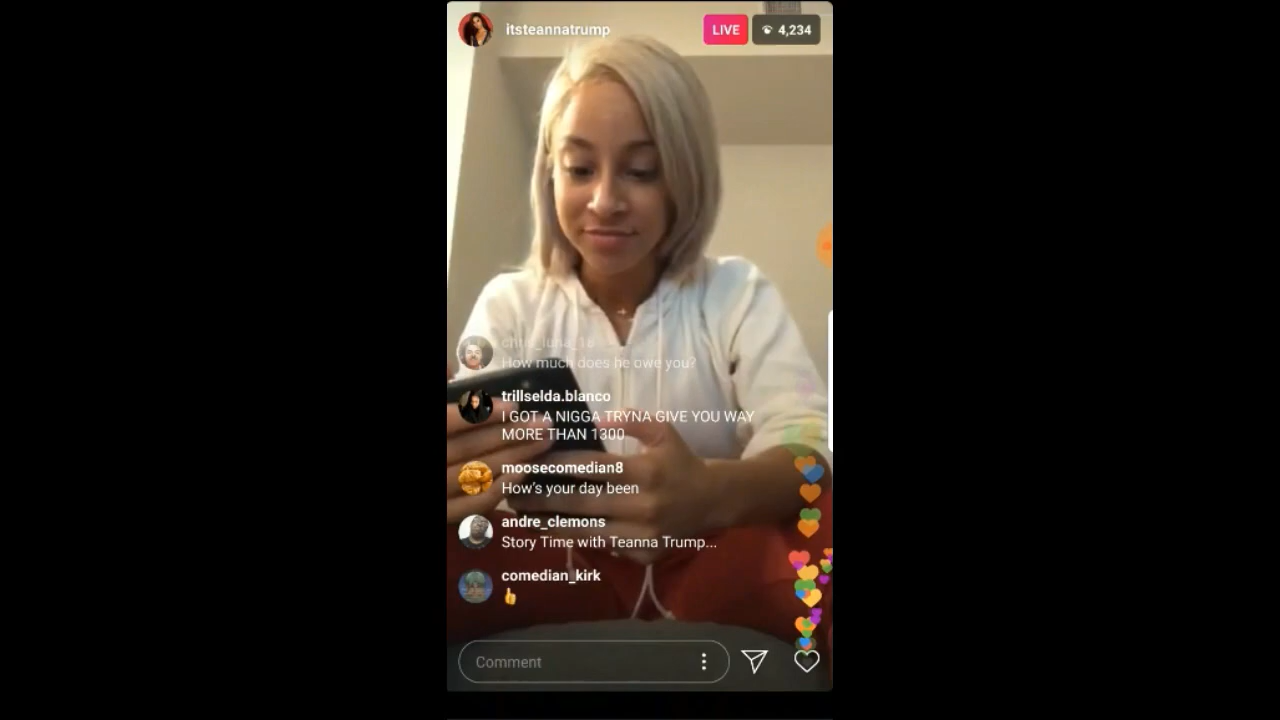 itsteannatrump
LIVE
4,234
chris_luna_18
How much does he owe you?
trillselda.blanco
I GOT A NIGGA TRYNA GIVE YOU WAY
MORE THAN 1300
moosecomedian8
How's your day been
andre_clemons
Story Time with Teanna Trump...
comedian_kirk
Comment